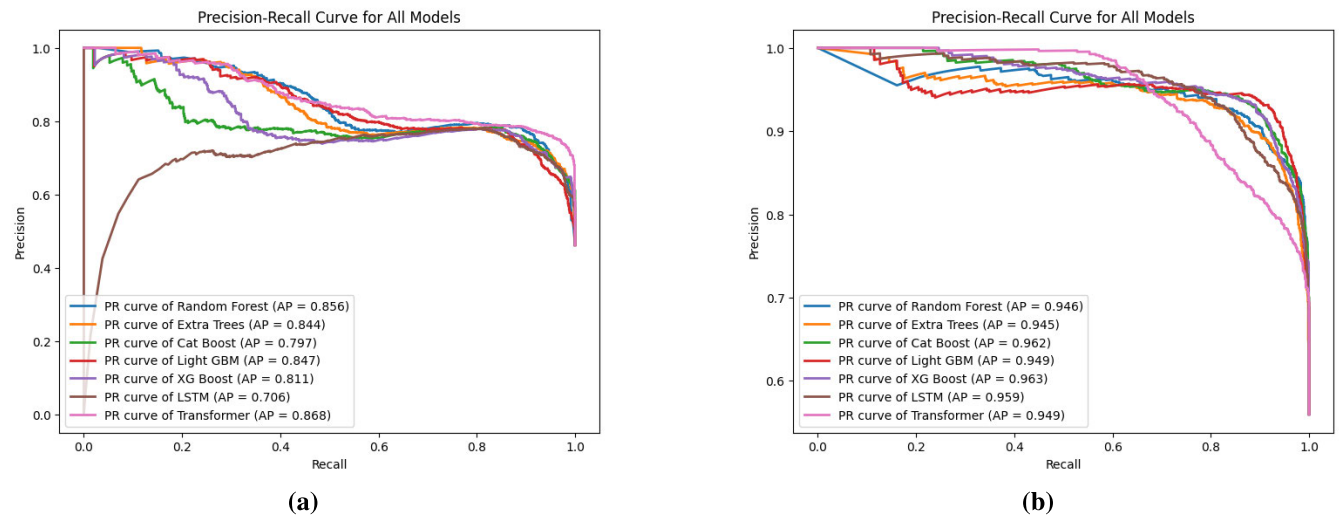 Precision-Recall Curve for All Models
1.0
0.8
0.6
0.4
0.2
0.0
Precision
PR curve of Random Forest (AP = 0.856)
PR curve of Extra Trees (AP = 0.844)
PR curve of Cat Boost (AP = 0.797)
PR curve of Light GBM (AP = 0.847)
PR curve of XG Boost (AP = 0.811)
PR curve of LSTM (AP = 0.706)
PR curve of Transformer (AP = 0.868)
0.0 0.2 0.4 0.6 0.8 1.0
Recall
(a)
Precision-Recall Curve for All Models
1.0
0.9
0.8
0.7
0.6
Precision
PR curve of Random Forest (AP = 0.946)
PR curve of Extra Trees (AP = 0.945)
PR curve of Cat Boost (AP = 0.962)
PR curve of Light GBM (AP = 0.949)
PR curve of XG Boost (AP = 0.963)
PR curve of LSTM (AP = 0.959)
PR curve of Transformer (AP = 0.949)
0.0 0.2 0.4 0.6 0.8 1.0
Recall
(b)